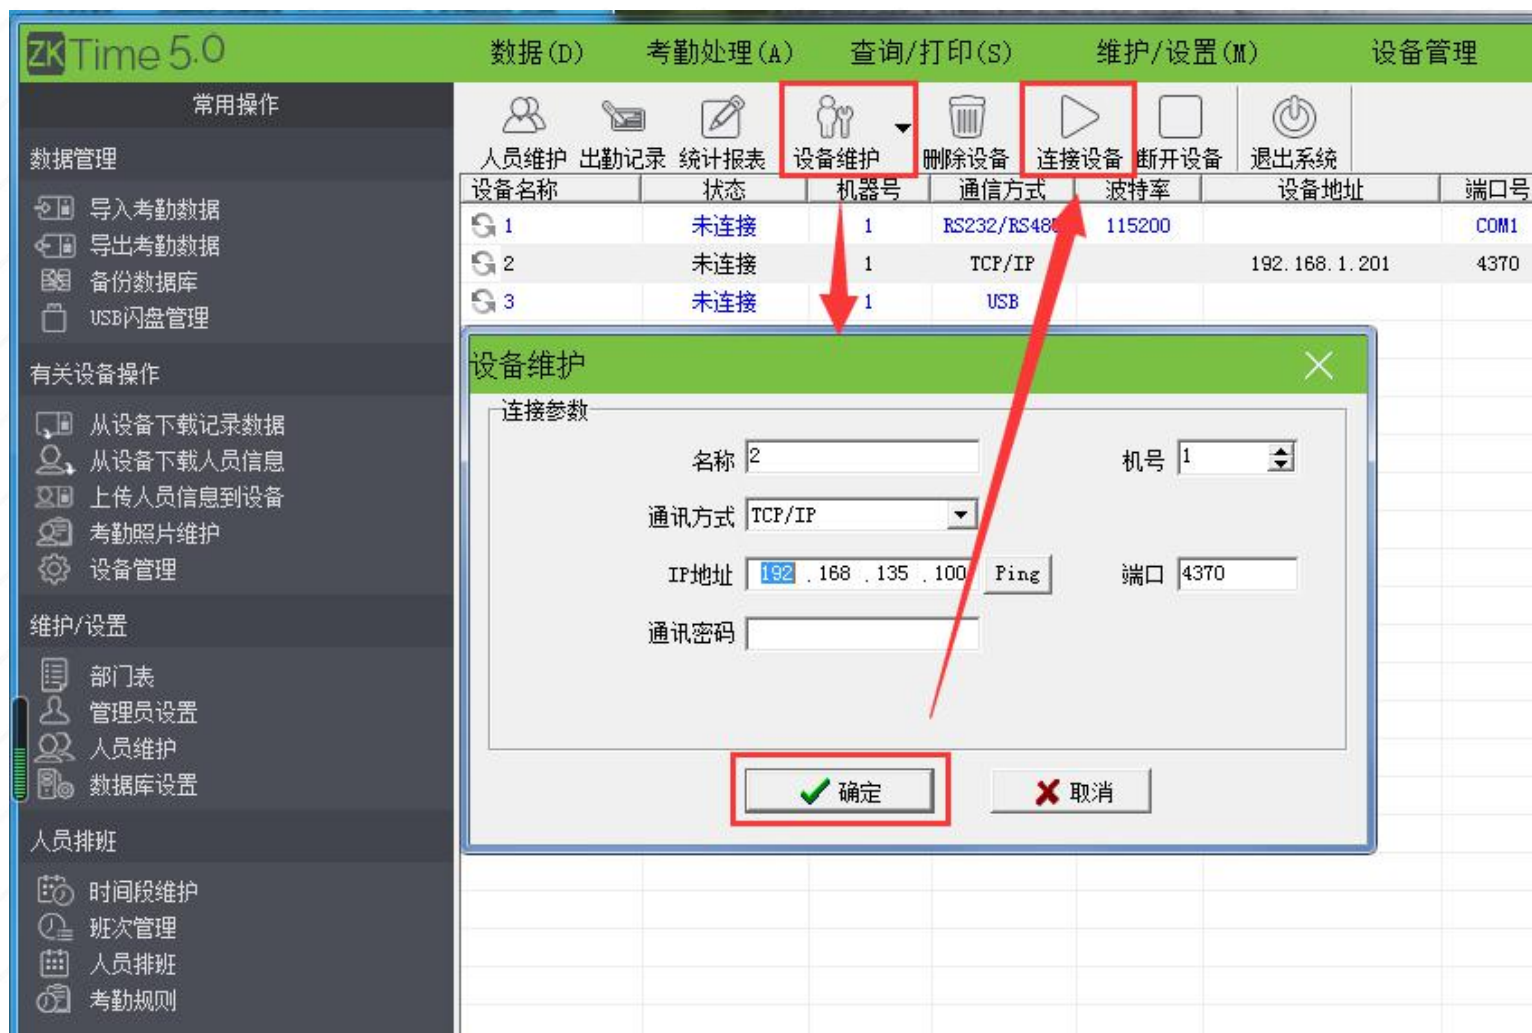 ZKTime 5.0
数据(D) 考勤处理(A) 查询/打印(S) 维护/设置(M) 设备管理
常用操作
人员维护 出勤记录 统计报表 设备维护 删除设备 连接设备 断开设备 退出系统
数据管理
导入考勤数据
导出考勤数据
备份数据库
USB闪盘管理
有关设备操作
从设备下载记录数据
从设备下载人员信息
上传人员信息到设备
考勤照片维护
设备管理
维护/设置
部门表
管理员设置
人员维护
数据库设置
人员排班
时间段维护
班次管理
人员排班
考勤规则
设备名称 状态 机器号 通信方式 波特率 设备地址 端口号
1 未连接 1 RS232/RS485 115200 COM1
2 未连接 1 TCP/IP 192.168.1.201 4370
3 未连接 1 USB
设备维护
连接参数
名称 2 机号 1
通讯方式 TCP/IP
IP地址 192 . 168 . 135 . 100 Ping 端口 4370
通讯密码
确定 取消